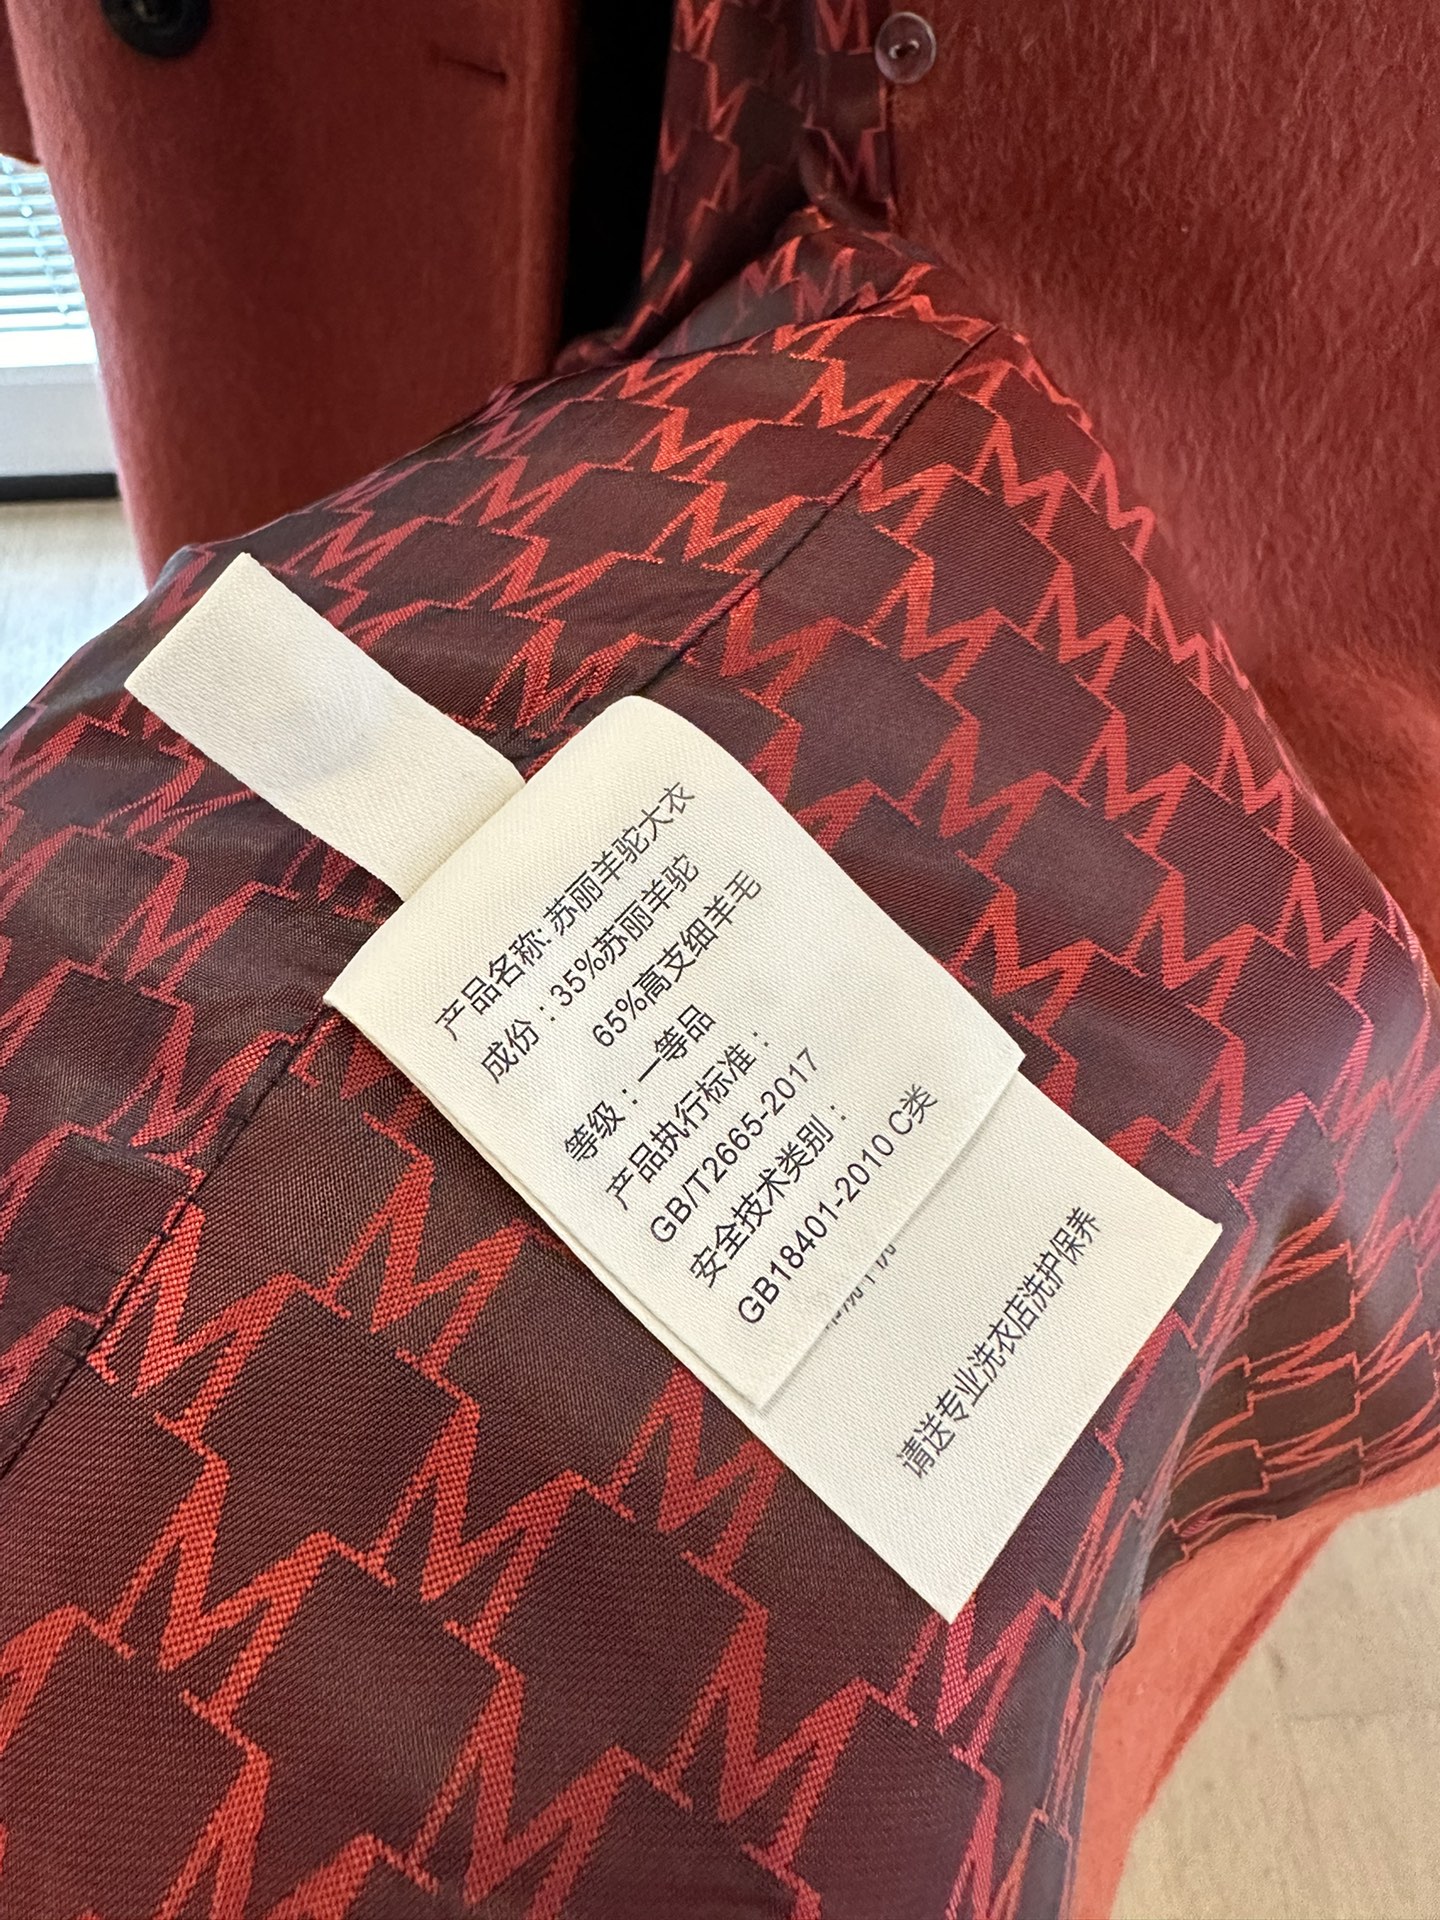 产品名称: 苏丽羊驼大衣
成份：35%苏丽羊驼
65%高支细羊毛
等级：一等品
产品执行标准：
GB/T2665-2017
安全技术类别：
GB18401-2010 C类
请送专业洗衣店洗护保养